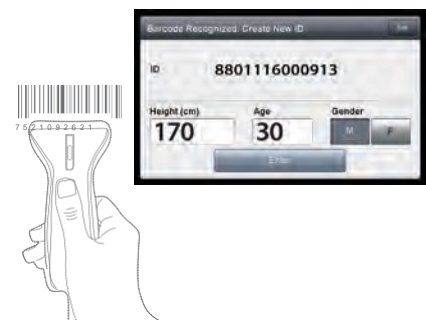 Barcode Recognized. Create New ID
ID 8801116000913
Height (cm) Age Gender
170 30 M F
Enter
7 5 2 1 0 9 2 6 2 1